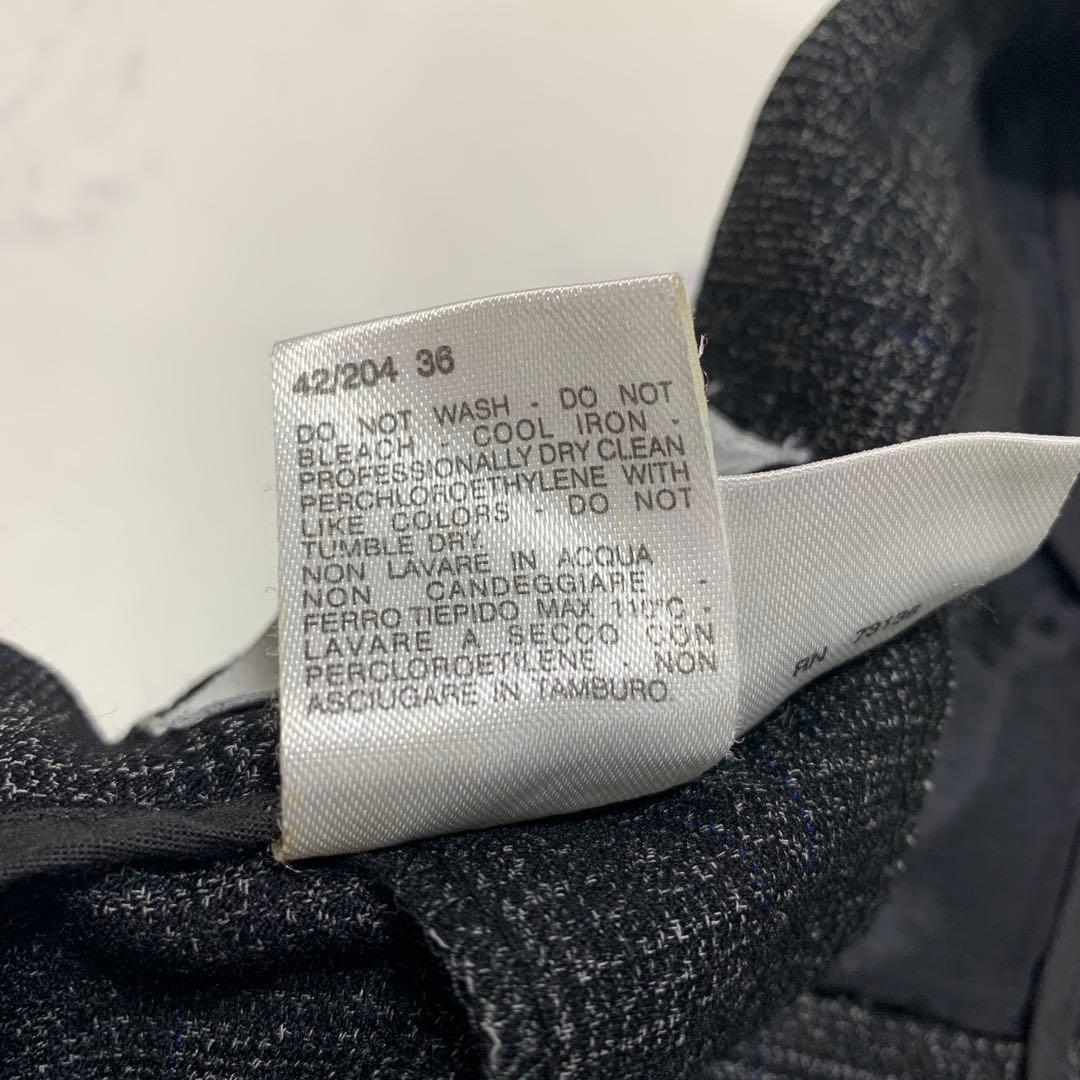 42/204 36
DO NOT WASH - DO NOT
BLEACH - COOL IRON -
PROFESSIONALLY DRY CLEAN
PERCHLOROETHYLENE WITH
LIKE COLORS - DO NOT
TUMBLE DRY
NON LAVARE IN ACQUA
NON CANDEGGIARE -
FERRO TIEPIDO MAX 110°C -
LAVARE A SECCO CON
PERCLOROETILENE - NON
ASCIUGARE IN TAMBURO.
RN